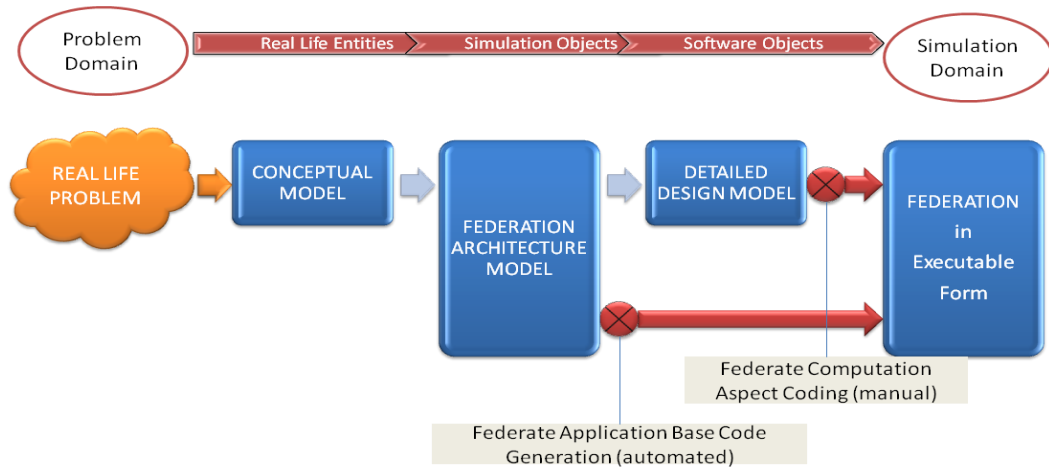 Problem
Domain
Real Life Entities
Simulation Objects
Software Objects
Simulation
Domain
REAL LIFE
PROBLEM
CONCEPTUAL
MODEL
FEDERATION
ARCHITECTURE
MODEL
DETAILED
DESIGN MODEL
FEDERATION
in
Executable
Form
Federate Computation
Aspect Coding (manual)
Federate Application Base Code
Generation (automated)